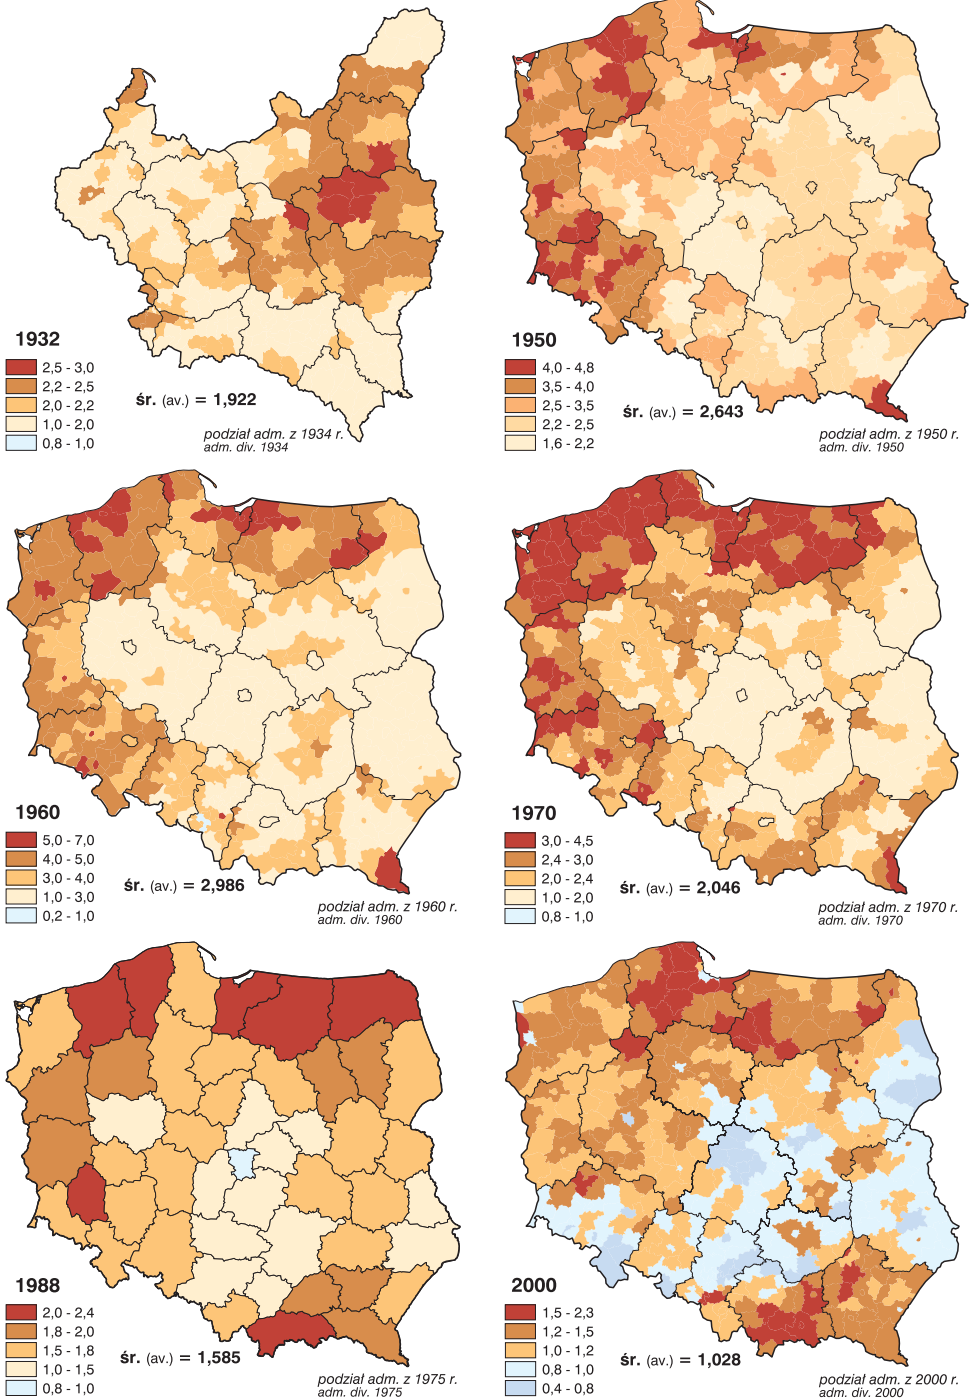 1932
2,5 - 3,0
2,2 - 2,5
2,0 - 2,2
1,0 - 2,0
0,8 - 1,0
śr. (av.) = 1,922
podział adm. z 1934 r.
adm. div. 1934
1950
4,0 - 4,8
3,5 - 4,0
2,5 - 3,5
2,2 - 2,5
1,6 - 2,2
śr. (av.) = 2,643
podział adm. z 1950 r.
adm. div. 1950
1960
5,0 - 7,0
4,0 - 5,0
3,0 - 4,0
1,0 - 3,0
0,2 - 1,0
śr. (av.) = 2,986
podział adm. z 1960 r.
adm. div. 1960
1970
3,0 - 4,5
2,4 - 3,0
2,0 - 2,4
1,0 - 2,0
0,8 - 1,0
śr. (av.) = 2,046
podział adm. z 1970 r.
adm. div. 1970
1988
2,0 - 2,4
1,8 - 2,0
1,5 - 1,8
1,0 - 1,5
0,8 - 1,0
śr. (av.) = 1,585
podział adm. z 1975 r.
adm. div. 1975
2000
1,5 - 2,3
1,2 - 1,5
1,0 - 1,2
0,8 - 1,0
0,4 - 0,8
śr. (av.) = 1,028
podział adm. z 2000 r.
adm. div. 2000